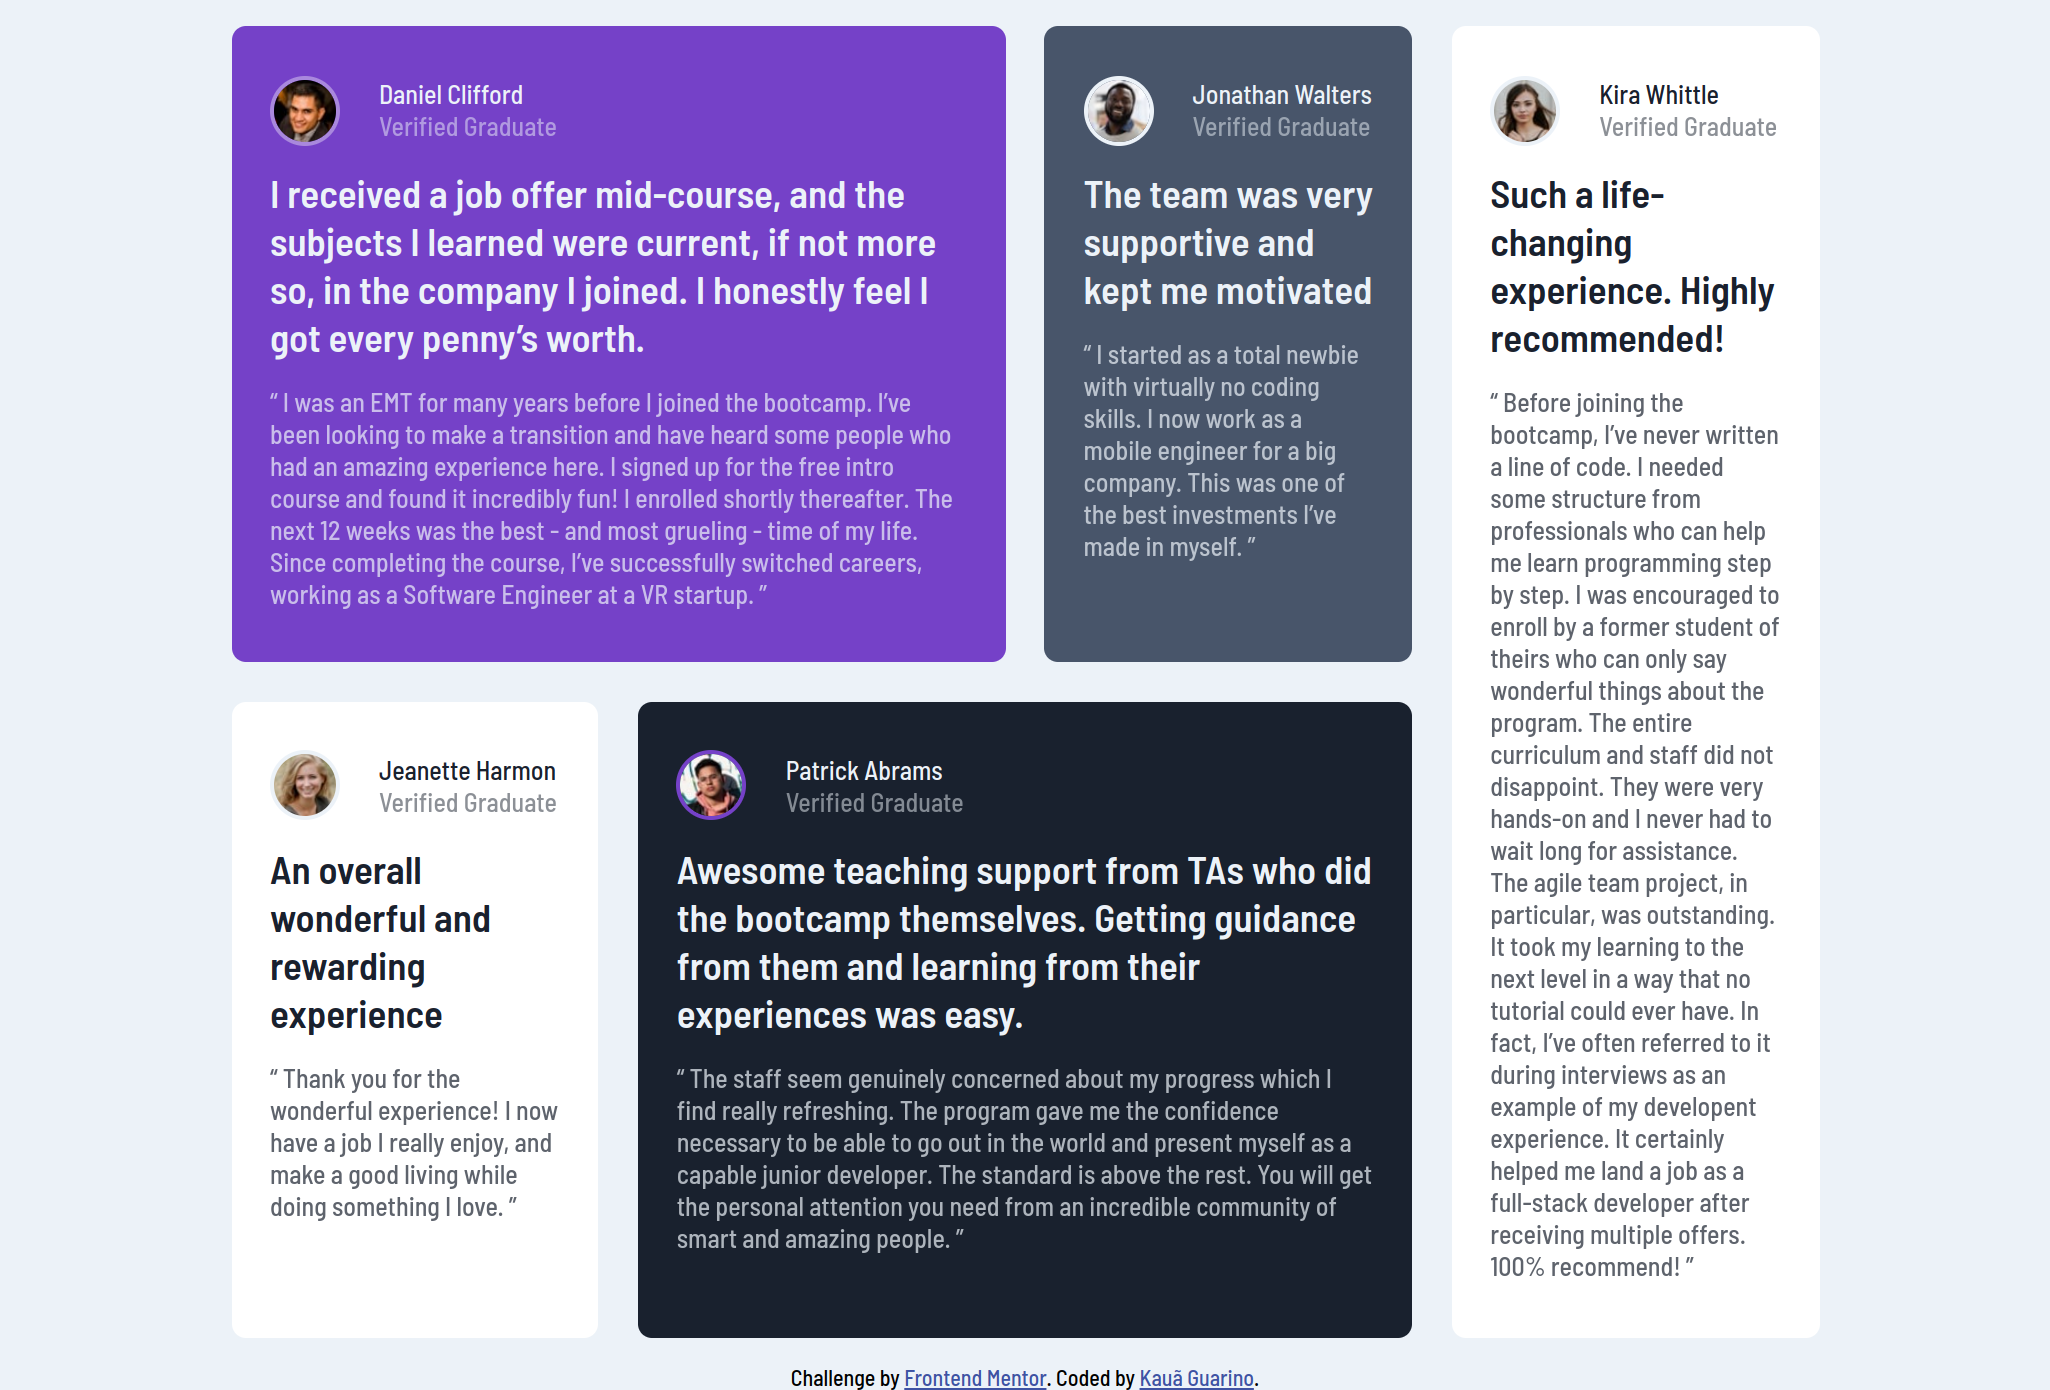 Daniel Clifford
Verified Graduate
I received a job offer mid-course, and the
subjects I learned were current, if not more
so, in the company I joined. I honestly feel I
got every penny’s worth.
“ I was an EMT for many years before I joined the bootcamp. I’ve
been looking to make a transition and have heard some people who
had an amazing experience here. I signed up for the free intro
course and found it incredibly fun! I enrolled shortly thereafter. The
next 12 weeks was the best - and most grueling - time of my life.
Since completing the course, I’ve successfully switched careers,
working as a Software Engineer at a VR startup. ”
Jonathan Walters
Verified Graduate
The team was very
supportive and
kept me motivated
“ I started as a total newbie
with virtually no coding
skills. I now work as a
mobile engineer for a big
company. This was one of
the best investments I’ve
made in myself. ”
Kira Whittle
Verified Graduate
Such a life-
changing
experience. Highly
recommended!
“ Before joining the
bootcamp, I’ve never written
a line of code. I needed
some structure from
professionals who can help
me learn programming step
by step. I was encouraged to
enroll by a former student of
theirs who can only say
wonderful things about the
program. The entire
curriculum and staff did not
disappoint. They were very
hands-on and I never had to
wait long for assistance.
The agile team project, in
particular, was outstanding.
It took my learning to the
next level in a way that no
tutorial could ever have. In
fact, I’ve often referred to it
during interviews as an
example of my developent
experience. It certainly
helped me land a job as a
full-stack developer after
receiving multiple offers.
100% recommend! ”
Jeanette Harmon
Verified Graduate
An overall
wonderful and
rewarding
experience
“ Thank you for the
wonderful experience! I now
have a job I really enjoy, and
make a good living while
doing something I love. ”
Patrick Abrams
Verified Graduate
Awesome teaching support from TAs who did
the bootcamp themselves. Getting guidance
from them and learning from their
experiences was easy.
“ The staff seem genuinely concerned about my progress which I
find really refreshing. The program gave me the confidence
necessary to be able to go out in the world and present myself as a
capable junior developer. The standard is above the rest. You will get
the personal attention you need from an incredible community of
smart and amazing people. ”
Challenge by Frontend Mentor. Coded by Kauã Guarino.